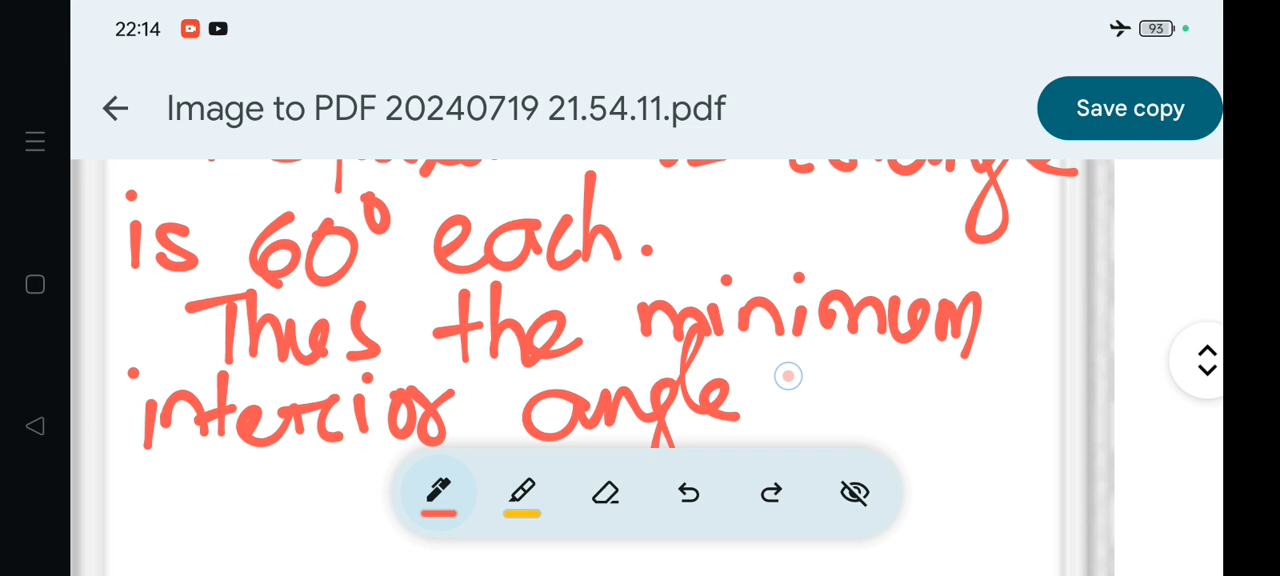 22:14
93
Image to PDF 20240719 21.54.11.pdf
Save copy
is 60° each.
Thus the minimum
interior angle